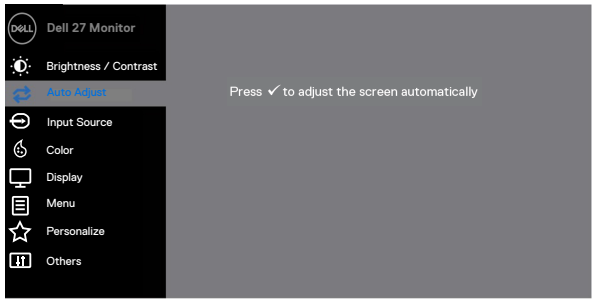 DELL Dell 27 Monitor
Brightness / Contrast
Auto Adjust
Press ✓ to adjust the screen automatically
Input Source
Color
Display
Menu
Personalize
Others